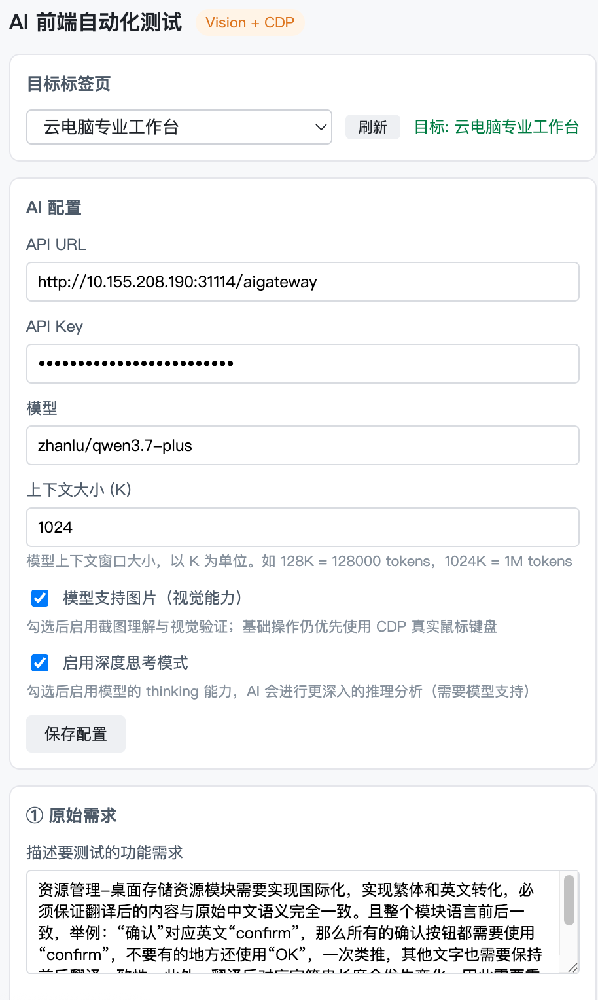 AI 前端自动化测试 Vision + CDP
目标标签页
云电脑专业工作台 刷新 目标: 云电脑专业工作台
AI 配置
API URL
http://10.155.208.190:31114/aigateway
API Key
•••••••••••••••••••••••••
模型
zhanlu/qwen3.7-plus
上下文大小 (K)
1024
模型上下文窗口大小，以 K 为单位。如 128K = 128000 tokens，1024K = 1M tokens
模型支持图片（视觉能力）
勾选后启用截图理解与视觉验证；基础操作仍优先使用 CDP 真实鼠标键盘
启用深度思考模式
勾选后启用模型的 thinking 能力，AI 会进行更深入的推理分析（需要模型支持）
保存配置
① 原始需求
描述要测试的功能需求
资源管理-桌面存储资源模块需要实现国际化，实现繁体和英文转化，必
须保证翻译后的内容与原始中文语义完全一致。且整个模块语言前后一
致，举例：“确认”对应英文“confirm”，那么所有的确认按钮都需要使用
“confirm”，不要有的地方还使用“OK”，一次类推，其他文字也需要保持